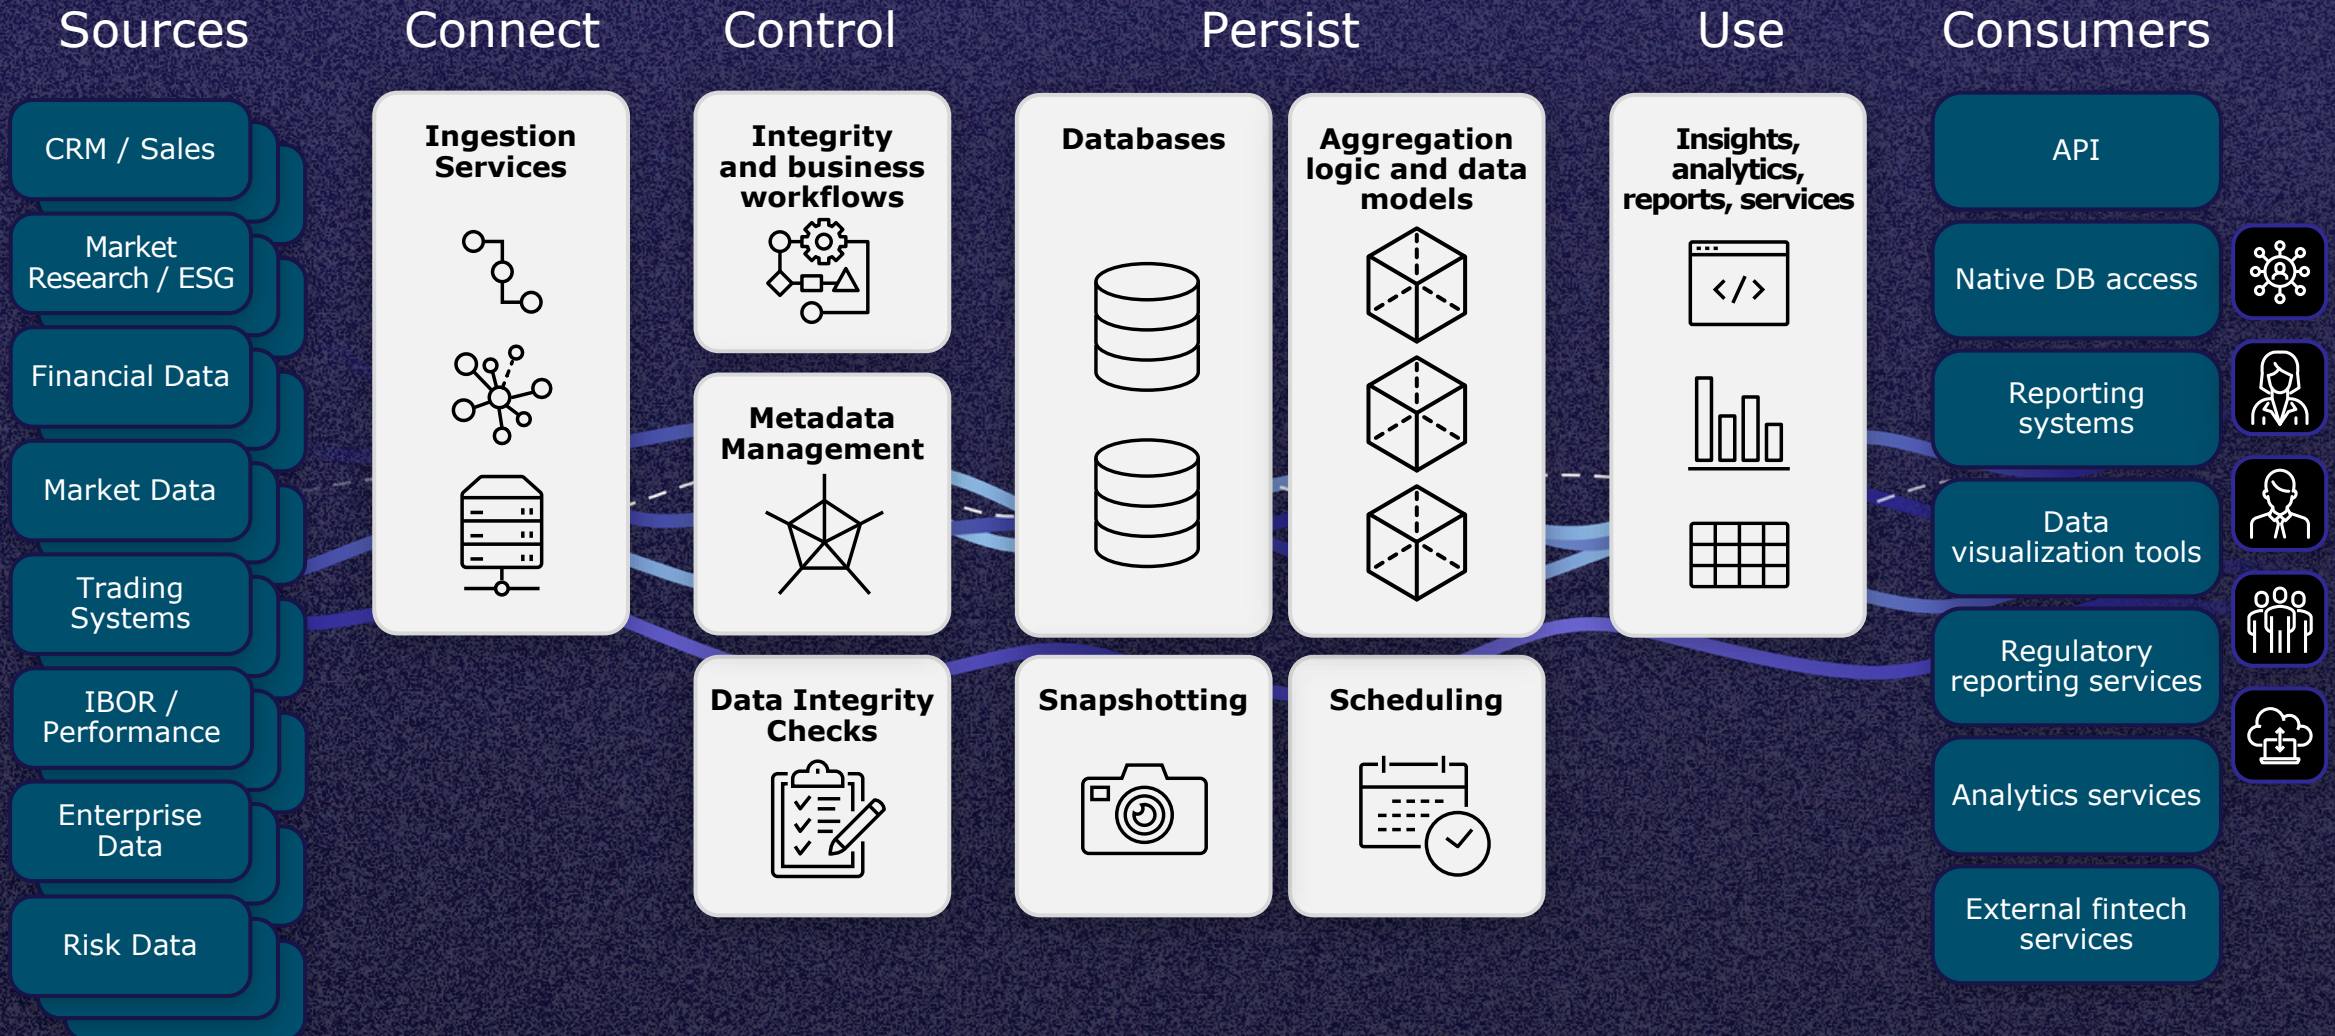 Sources
Connect
Control
Persist
Use
Consumers
CRM / Sales
Market
Research / ESG
Financial Data
Market Data
Trading
Systems
IBOR /
Performance
Enterprise
Data
Risk Data
Ingestion
Services
Integrity
and business
workflows
Metadata
Management
Data Integrity
Checks
Databases
Aggregation
logic and data
models
Snapshotting
Scheduling
Insights,
analytics,
reports, services
</>
API
Native DB access
Reporting
systems
Data
visualization tools
Regulatory
reporting services
Analytics services
External fintech
services